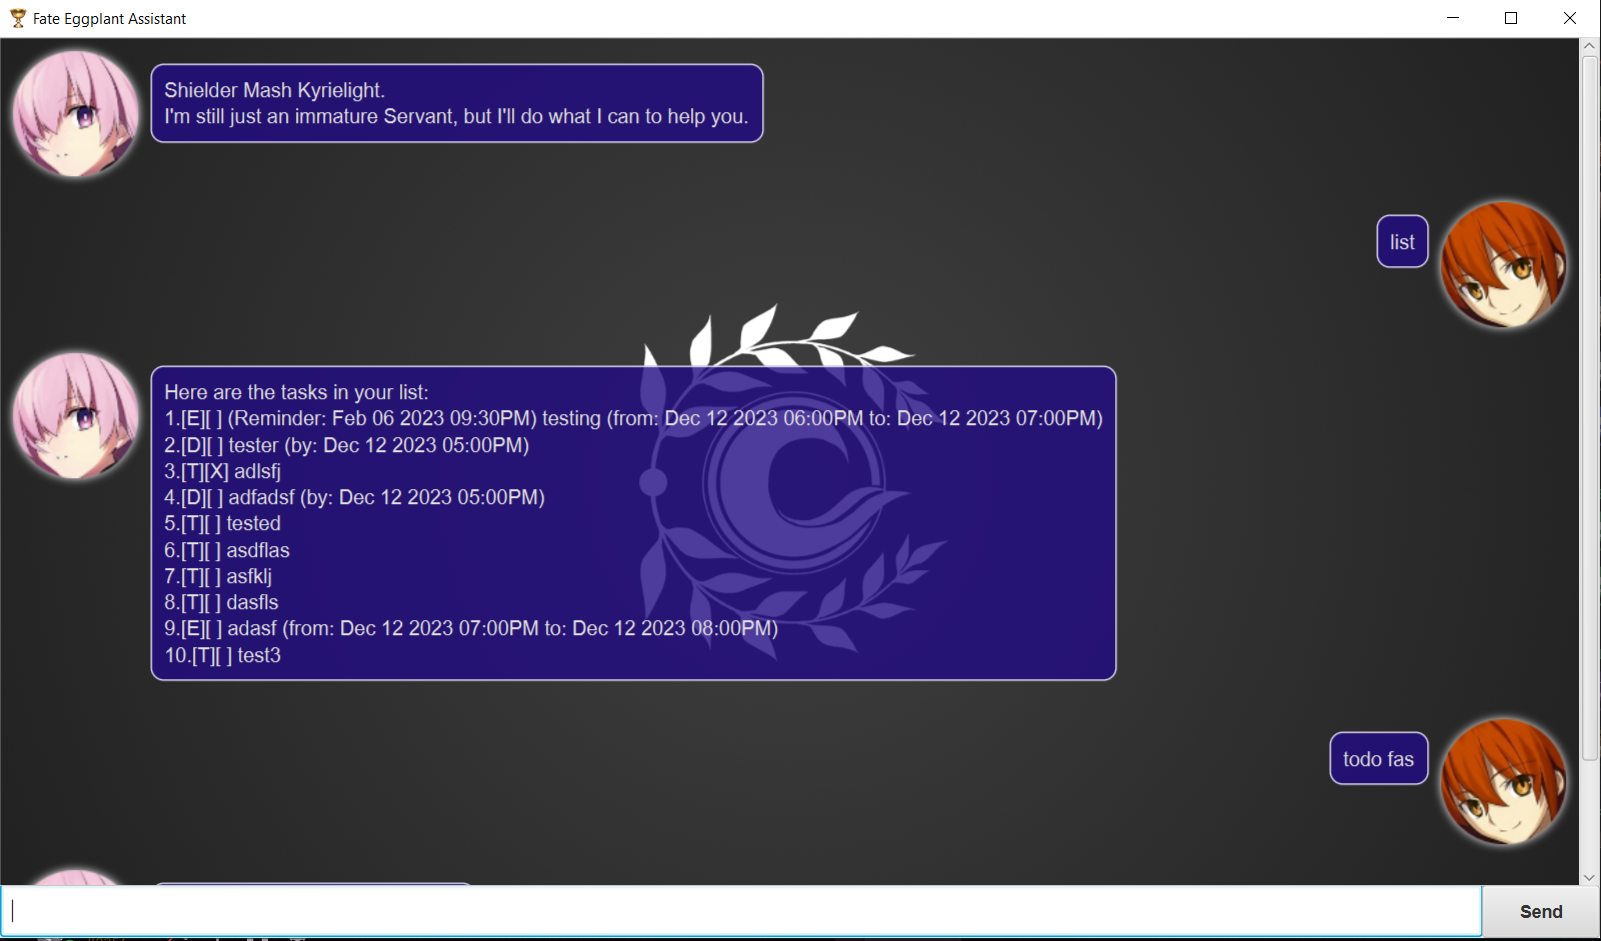 Fate Eggplant Assistant
Shielder Mash Kyrielight.
I'm still just an immature Servant, but I'll do what I can to help you.
list
Here are the tasks in your list:
1.[E][ ] (Reminder: Feb 06 2023 09:30PM) testing (from: Dec 12 2023 06:00PM to: Dec 12 2023 07:00PM)
2.[D][ ] tester (by: Dec 12 2023 05:00PM)
3.[T][X] adlsfj
4.[D][ ] adfadsf (by: Dec 12 2023 05:00PM)
5.[T][ ] tested
6.[T][ ] asdflas
7.[T][ ] asfklj
8.[T][ ] dasfls
9.[E][ ] adasf (from: Dec 12 2023 07:00PM to: Dec 12 2023 08:00PM)
10.[T][ ] test3
todo fas
Send